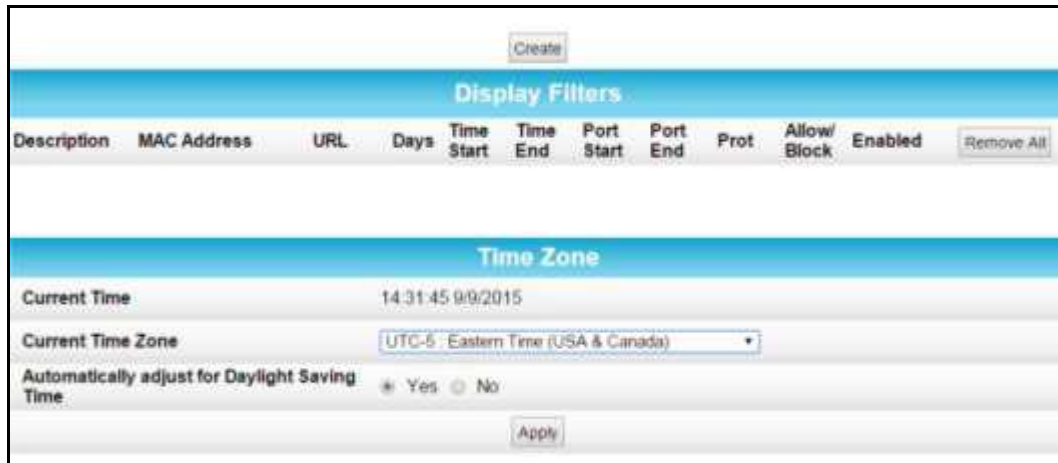 Create
Display Filters
Description MAC Address URL Days Time Start Time End Port Start Port End Prot Allow/ Block Enabled Remove All
Time Zone
Current Time 14:31:45 9/9/2015
Current Time Zone UTC-5 : Eastern Time (USA & Canada)
Automatically adjust for Daylight Saving
Time Yes No
Apply